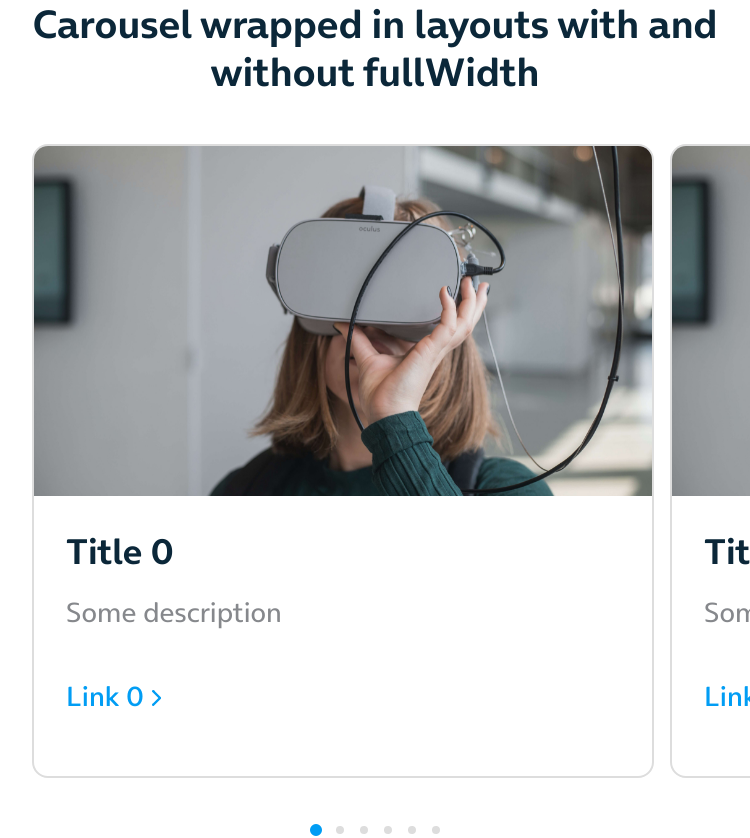 Carousel wrapped in layouts with and
without fullWidth
oculus
Title 0
Some description
Link 0
Tit
Som
Link